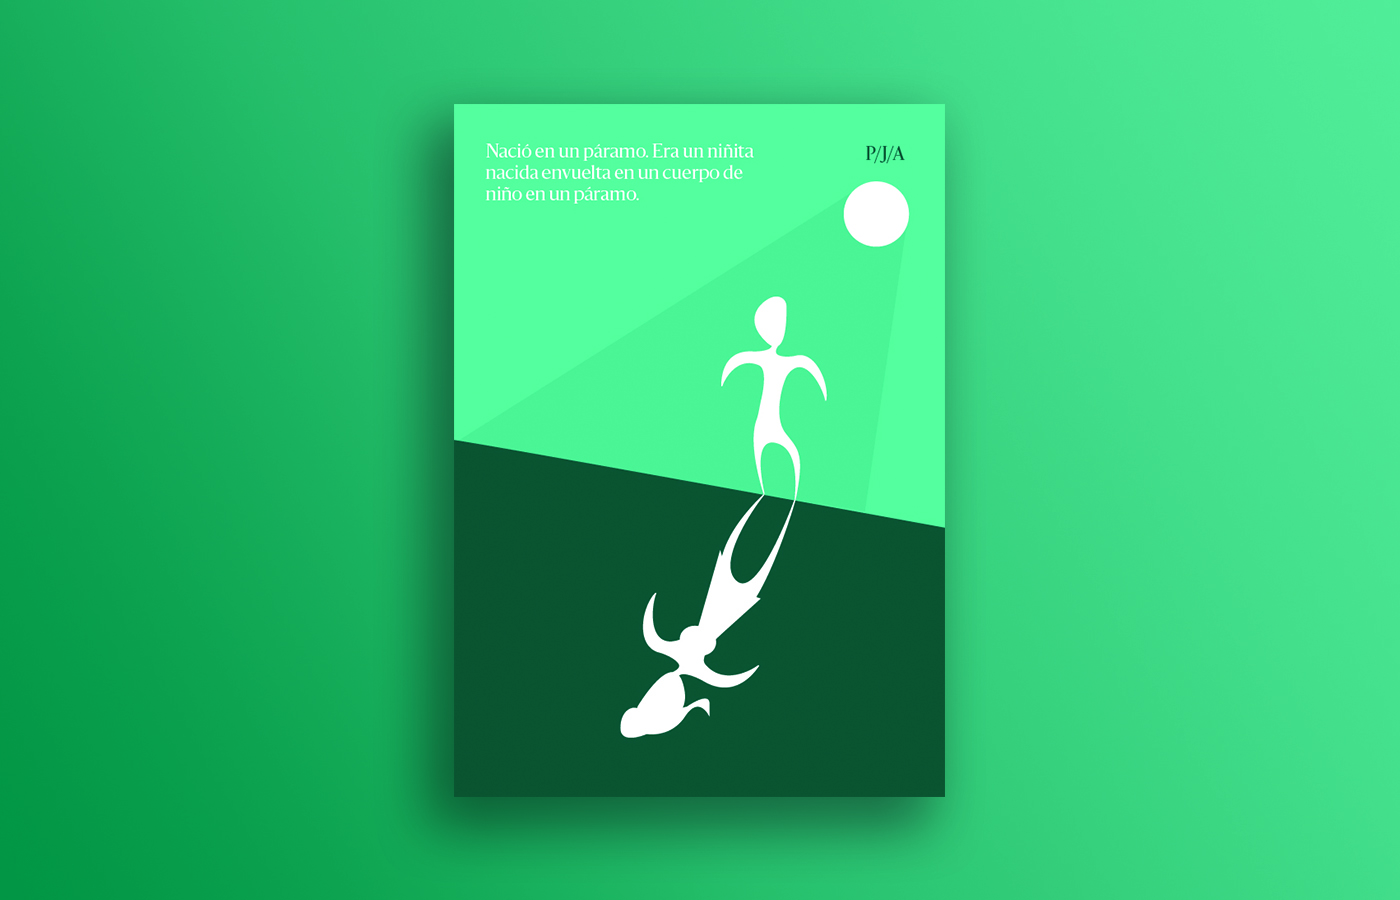 Nació en un páramo. Era un niñita
nacida envuelta en un cuerpo de
niño en un páramo.
P/J/A